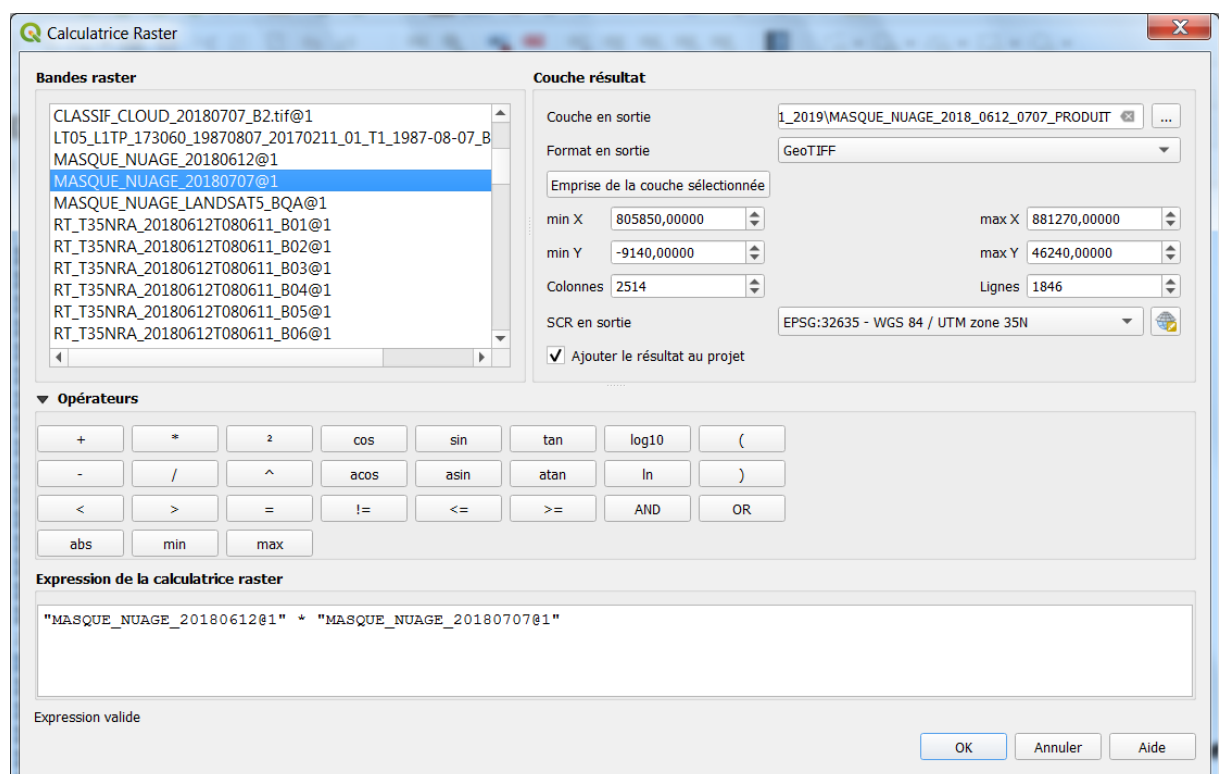 Calculatrice Raster
Bandes raster
CLASSIF_CLOUD_20180707_B2.tif@1
LT05_L1TP_173060_19870807_20170211_01_T1_1987-08-07_B
MASQUE_NUAGE_20180612@1
MASQUE_NUAGE_20180707@1
MASQUE_NUAGE_LANDSAT5_BQA@1
RT_T35NRA_20180612T080611_B01@1
RT_T35NRA_20180612T080611_B02@1
RT_T35NRA_20180612T080611_B03@1
RT_T35NRA_20180612T080611_B04@1
RT_T35NRA_20180612T080611_B05@1
RT_T35NRA_20180612T080611_B06@1
Couche résultat
Couche en sortie 1_2019\MASQUE_NUAGE_2018_0612_0707_PRODUIT ...
Format en sortie GeoTIFF
Emprise de la couche sélectionnée
min X 805850,00000 max X 881270,00000
min Y -9140,00000 max Y 46240,00000
Colonnes 2514 Lignes 1846
SCR en sortie EPSG:32635 - WGS 84 / UTM zone 35N
Ajouter le résultat au projet
Opérateurs
+ * ² cos sin tan log10 (
- / ^ acos asin atan ln )
< > = != <= >= AND OR
abs min max
Expression de la calculatrice raster
"MASQUE_NUAGE_20180612@1" * "MASQUE_NUAGE_20180707@1"
Expression valide
OK Annuler Aide